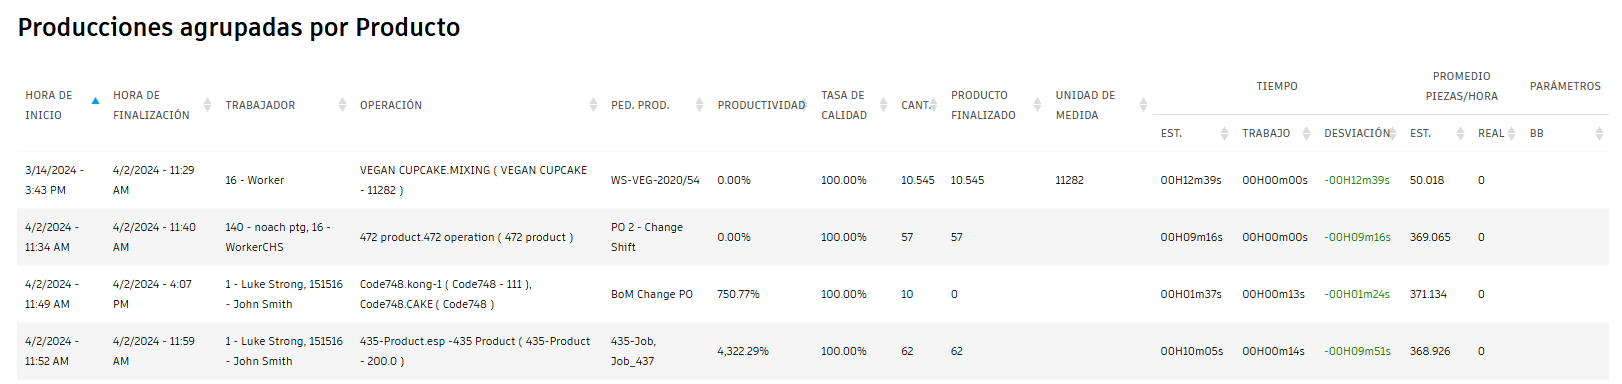 Producciones agrupadas por Producto
HORA DE INICIO HORA DE FINALIZACIÓN TRABAJADOR OPERACIÓN PED. PROD. PRODUCTIVIDAD TASA DE CALIDAD CANT. PRODUCTO FINALIZADO UNIDAD DE MEDIDA TIEMPO PROMEDIO PIEZAS/HORA PARÁMETROS
EST. TRABAJO DESVIACIÓN EST. REAL BB
3/14/2024 - 3:43 PM 4/2/2024 - 11:29 AM 16 - Worker VEGAN CUPCAKE.MIXING ( VEGAN CUPCAKE - 11282 ) WS-VEG-2020/54 0.00% 100.00% 10.545 10.545 11282 00H12m39s 00H00m00s -00H12m39s 50.018 0
4/2/2024 - 11:34 AM 4/2/2024 - 11:40 AM 140 - noach ptg, 16 - WorkerCHS 472 product.472 operation ( 472 product ) PO 2 - Change Shift 0.00% 100.00% 57 57 00H09m16s 00H00m00s -00H09m16s 369.065 0
4/2/2024 - 11:49 AM 4/2/2024 - 4:07 PM 1 - Luke Strong, 151516 - John Smith Code748.kong-1 ( Code748 - 111 ), Code748.CAKE ( Code748 ) BoM Change PO 750.77% 100.00% 10 0 00H01m37s 00H00m13s -00H01m24s 371.134 0
4/2/2024 - 11:52 AM 4/2/2024 - 11:59 AM 1 - Luke Strong, 151516 - John Smith 435-Product.esp -435 Product ( 435-Product - 200.0 ) 435-Job, Job_437 4,322.29% 100.00% 62 62 00H10m05s 00H00m14s -00H09m51s 368.926 0